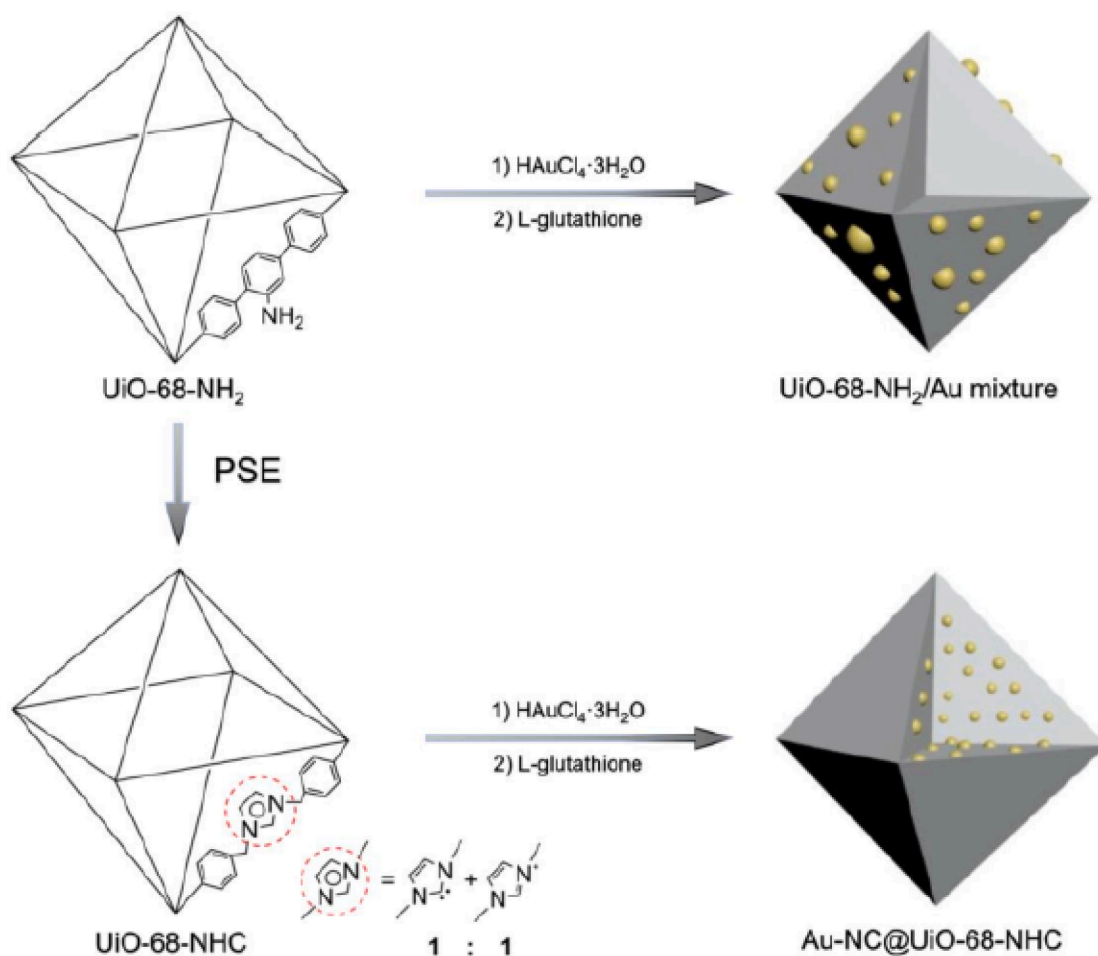 1) HAuCl₄·3H₂O
2) L-glutathione
NH₂
UiO-68-NH₂
UiO-68-NH₂/Au mixture
PSE
1) HAuCl₄·3H₂O
2) L-glutathione
N
N
N
N
=
N
N
+
N⁺
N
1 : 1
UiO-68-NHC
Au-NC@UiO-68-NHC